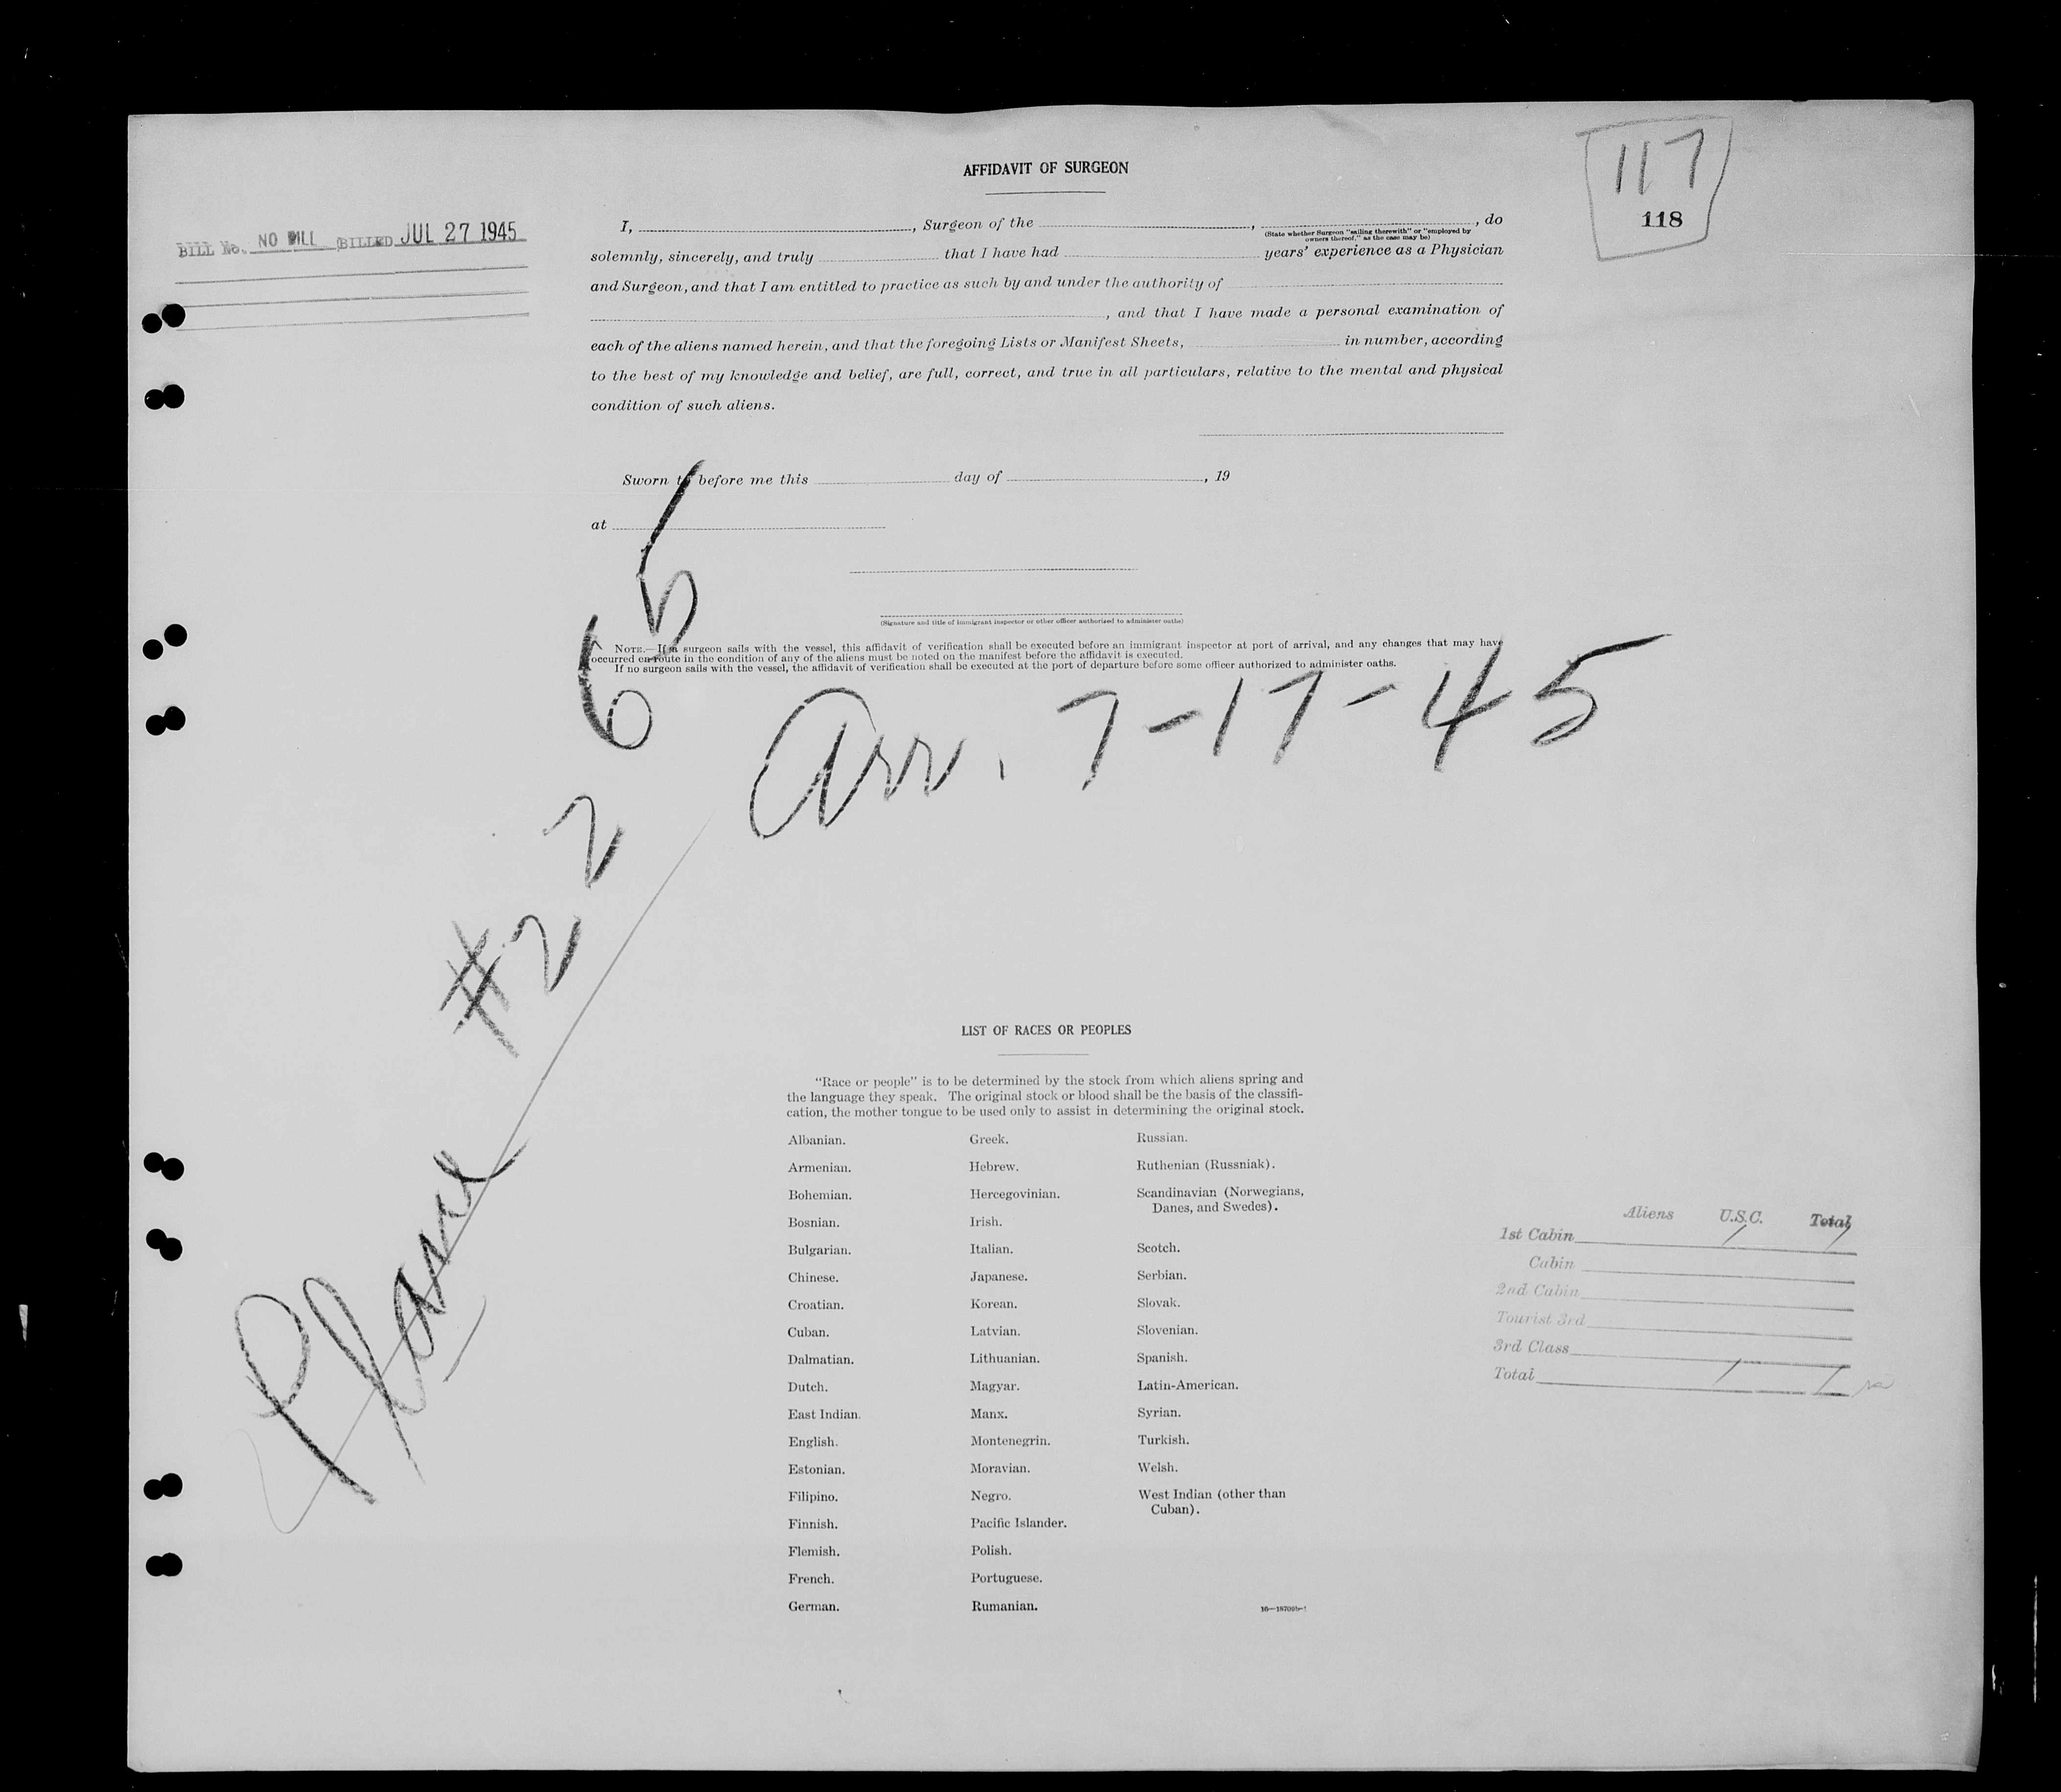 AFFIDAVIT OF SURGEON
117
118
BILL No. NO BILL BILLED JUL 27 1945
I, , Surgeon of the , , do
(State whether Surgeon "sailing therewith" or "employed by
owners thereof," as the case may be)
solemnly, sincerely, and truly that I have had years' experience as a Physician
and Surgeon, and that I am entitled to practice as such by and under the authority of
, and that I have made a personal examination of
each of the aliens named herein, and that the foregoing Lists or Manifest Sheets, in number, according
to the best of my knowledge and belief, are full, correct, and true in all particulars, relative to the mental and physical
condition of such aliens.
Sworn to before me this day of , 19
at
(Signature and title of immigrant inspector or other officer authorized to administer oaths)
NOTE.—If a surgeon sails with the vessel, this affidavit of verification shall be executed before an immigrant inspector at port of arrival, and any changes that may have
occurred en route in the condition of any of the aliens must be noted on the manifest before the affidavit is executed.
If no surgeon sails with the vessel, the affidavit of verification shall be executed at the port of departure before some officer authorized to administer oaths.
Plane #2265
Arr. 7-17-45
LIST OF RACES OR PEOPLES
"Race or people" is to be determined by the stock from which aliens spring and
the language they speak. The original stock or blood shall be the basis of the classifi-
cation, the mother tongue to be used only to assist in determining the original stock.
Albanian. Greek. Russian.
Armenian. Hebrew. Ruthenian (Russniak).
Bohemian. Hercegovinian. Scandinavian (Norwegians,
Danes, and Swedes).
Bosnian. Irish.
Bulgarian. Italian. Scotch.
Chinese. Japanese. Serbian.
Croatian. Korean. Slovak.
Cuban. Latvian. Slovenian.
Dalmatian. Lithuanian. Spanish.
Dutch. Magyar. Latin-American.
East Indian. Manx. Syrian.
English. Montenegrin. Turkish.
Estonian. Moravian. Welsh.
Filipino. Negro. West Indian (other than
Cuban).
Finnish. Pacific Islander.
Flemish. Polish.
French. Portuguese.
German. Rumanian.
Aliens U.S.C. Total
1st Cabin 1 1
Cabin
2nd Cabin
Tourist 3rd
3rd Class
Total 1 1